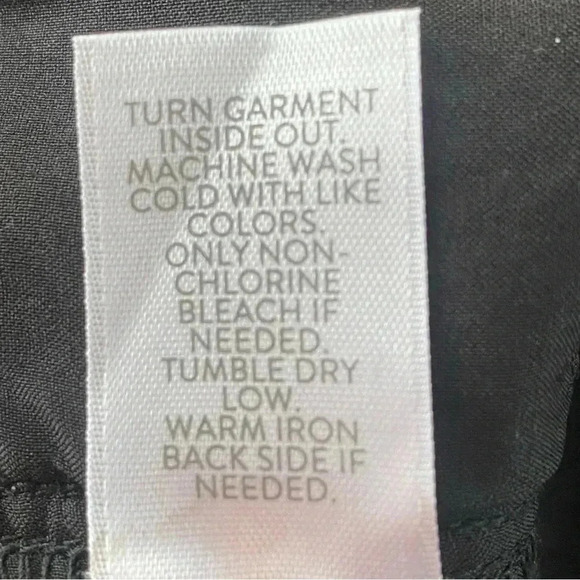 TURN GARMENT
INSIDE OUT.
MACHINE WASH
COLD WITH LIKE
COLORS.
ONLY NON-
CHLORINE
BLEACH IF
NEEDED.
TUMBLE DRY
LOW.
WARM IRON
BACK SIDE IF
NEEDED.